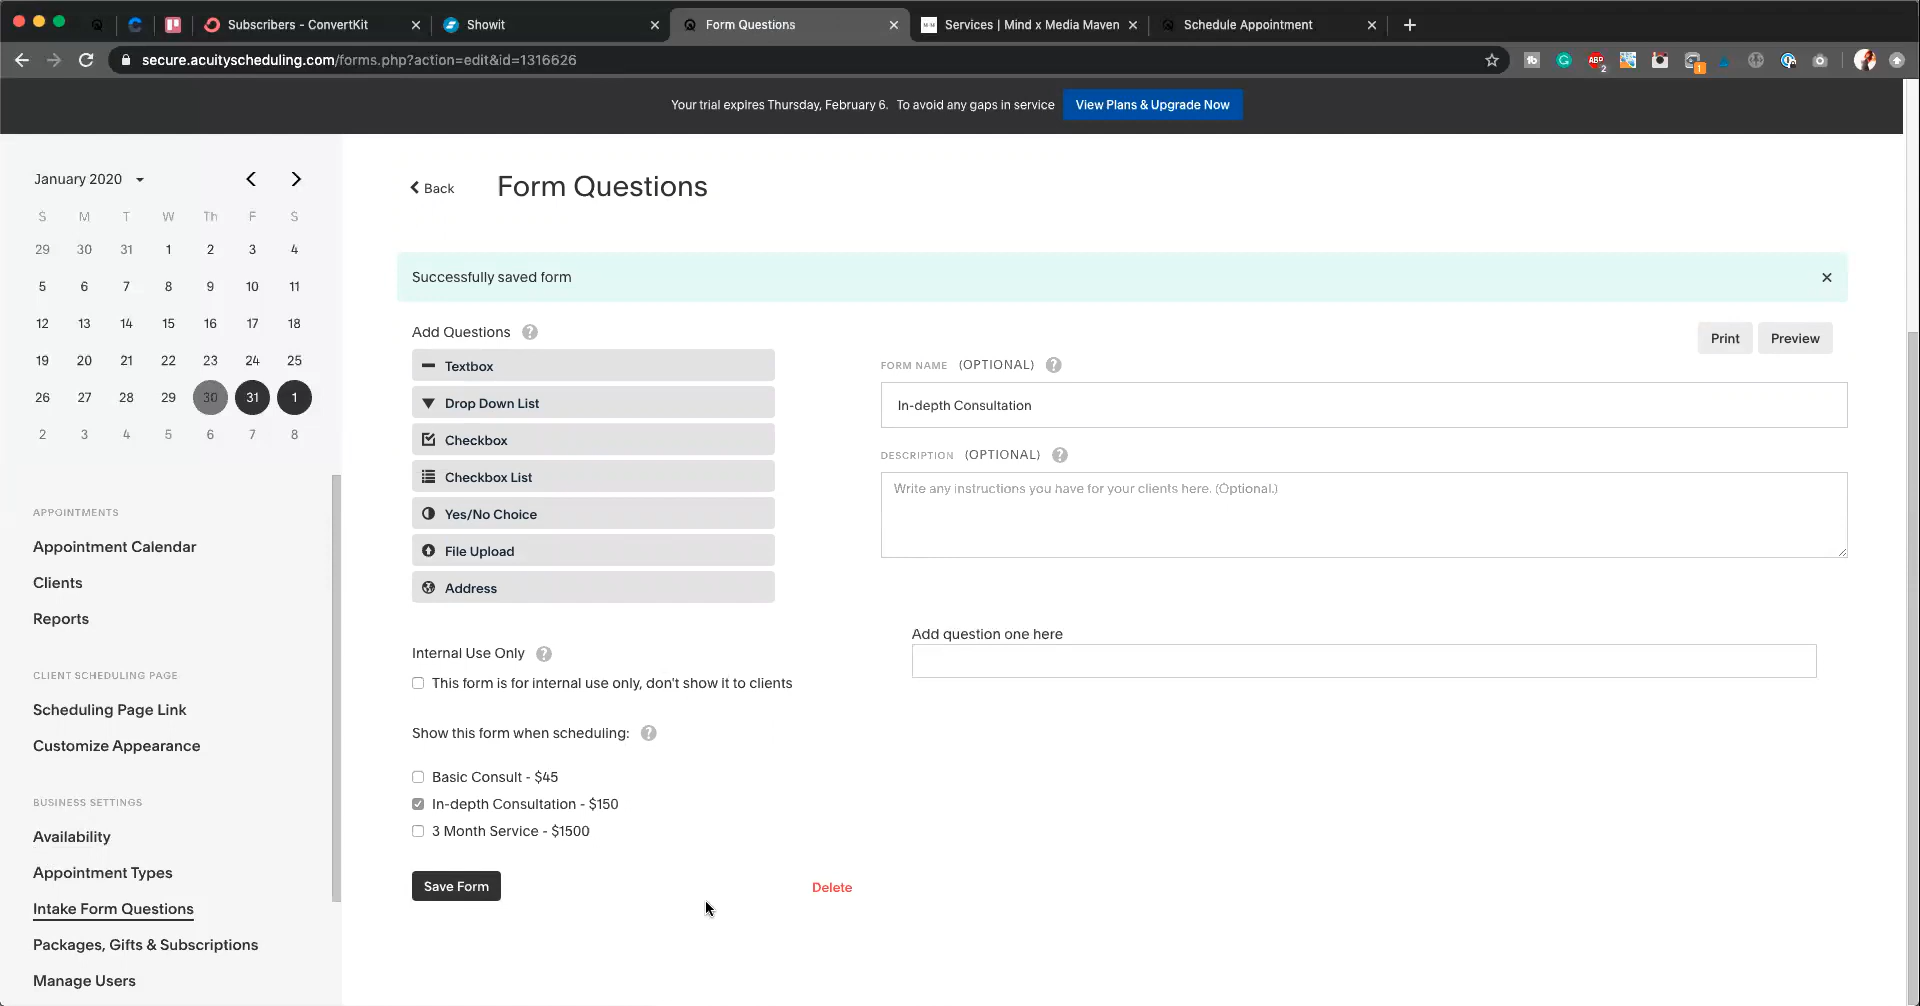 Subscribers - ConvertKit
Showit
Form Questions
Services | Mind x Media Maven
Schedule Appointment
secure.acuityscheduling.com/forms.php?action=edit&id=1316626
ABP
2
1
Your trial expires Thursday, February 6. To avoid any gaps in service
View Plans & Upgrade Now
January 2020
S M T W Th F S
29 30 31 1 2 3 4
5 6 7 8 9 10 11
12 13 14 15 16 17 18
19 20 21 22 23 24 25
26 27 28 29 30 31 1
2 3 4 5 6 7 8
APPOINTMENTS
Appointment Calendar
Clients
Reports
CLIENT SCHEDULING PAGE
Scheduling Page Link
Customize Appearance
BUSINESS SETTINGS
Availability
Appointment Types
Intake Form Questions
Packages, Gifts & Subscriptions
Manage Users
Back
Form Questions
Successfully saved form
Add Questions ?
Textbox
Drop Down List
Checkbox
Checkbox List
Yes/No Choice
File Upload
Address
Internal Use Only ?
This form is for internal use only, don't show it to clients
Show this form when scheduling: ?
Basic Consult - $45
In-depth Consultation - $150
3 Month Service - $1500
Save Form
Delete
Print
Preview
FORM NAME (OPTIONAL) ?
In-depth Consultation
DESCRIPTION (OPTIONAL) ?
Write any instructions you have for your clients here. (Optional.)
Add question one here